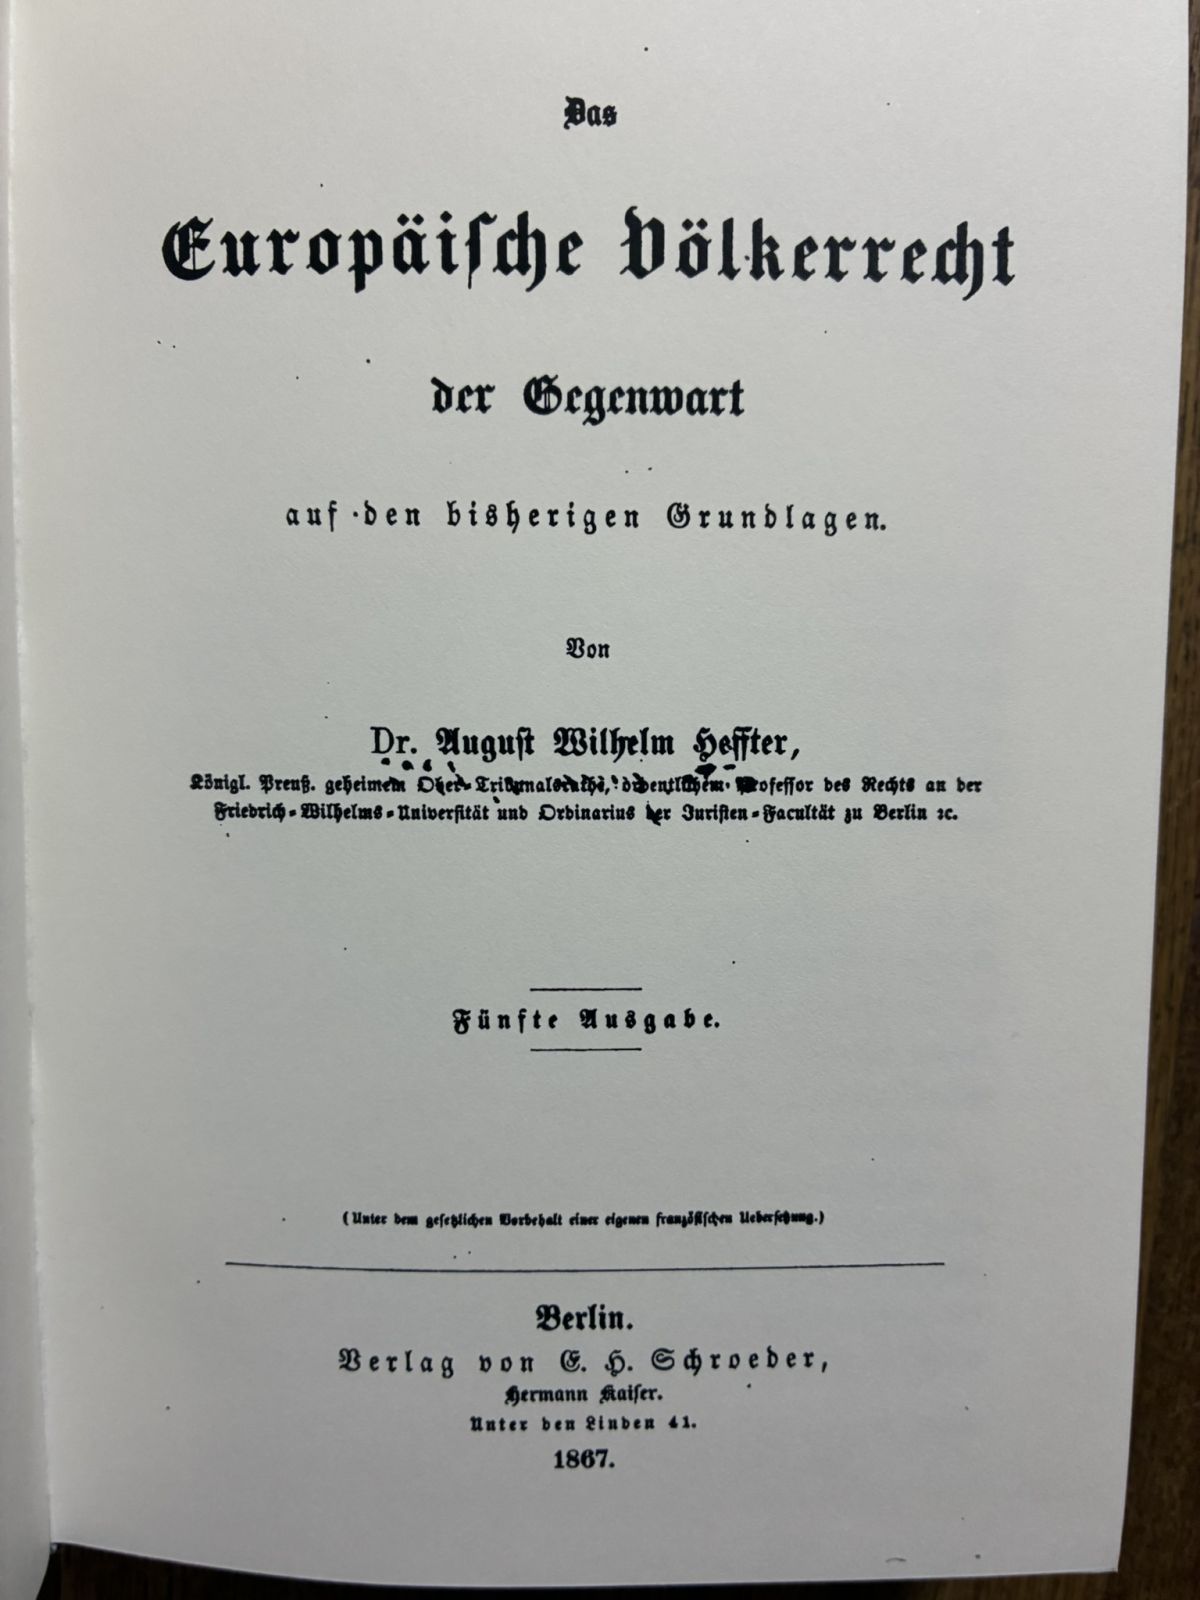 Das
Europäische Völkerrecht
der Gegenwart
auf den bisherigen Grundlagen.
Von
Dr. August Wilhelm Heffter,
Königl. Preuß. geheimem Ober-Tribunalsrathe, ordentlichem Professor des Rechts an der
Friedrich-Wilhelms-Universität und Ordinarius der Juristen-Facultät zu Berlin ꝛc.
Fünfte Ausgabe.
(Unter dem gesetzlichen Vorbehalt einer eigenen französischen Uebersetzung.)
Berlin.
Verlag von E. H. Schroeder,
Hermann Kaiser.
Unter den Linden 41.
1867.